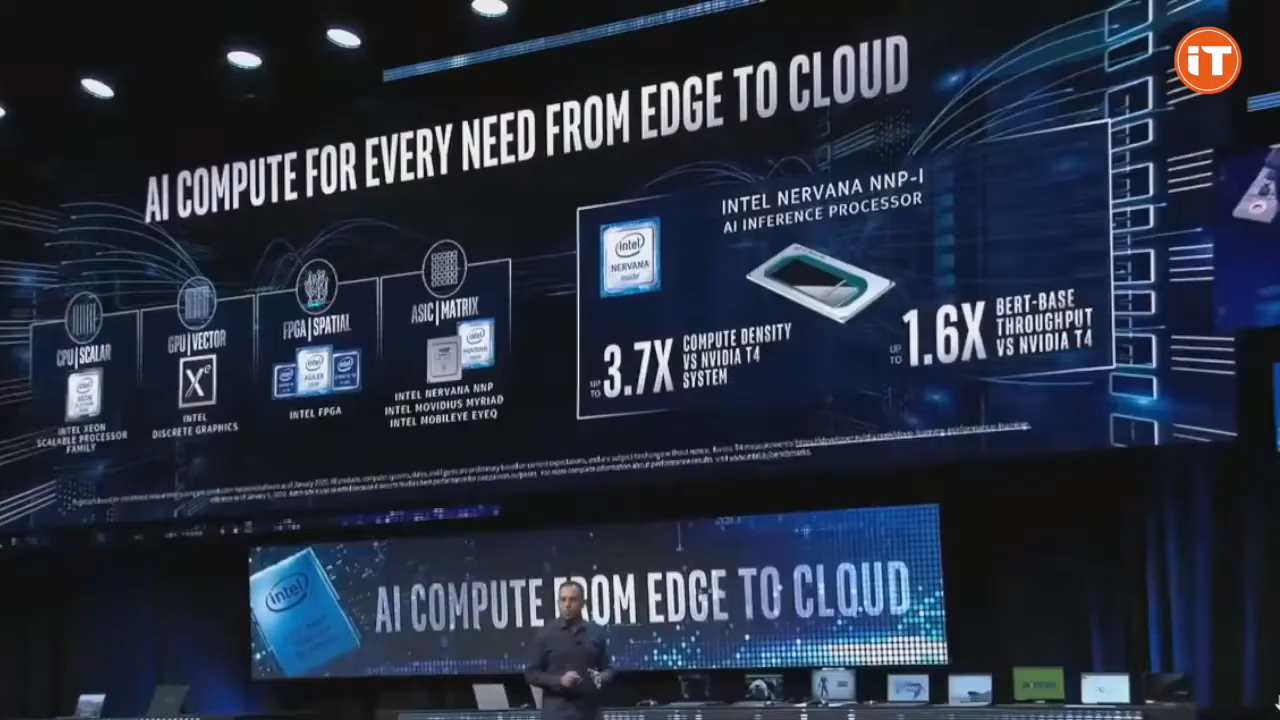 iT
AI COMPUTE FOR EVERY NEED FROM EDGE TO CLOUD
INTEL NERVANA NNP-I
AI INFERENCE PROCESSOR
intel
NERVANA
inside
UP TO 3.7X
COMPUTE DENSITY
VS NVIDIA T4
SYSTEM
UP TO 1.6X
BERT-BASE
THROUGHPUT
VS NVIDIA T4
CPU|SCALAR
INTEL XEON
SCALABLE PROCESSOR
FAMILY
GPU|VECTOR
Xe
INTEL
DISCRETE GRAPHICS
FPGA|SPATIAL
intel
AGILEX
INTEL FPGA
ASIC|MATRIX
intel
INTEL NERVANA NNP
INTEL MOVIDIUS MYRIAD
INTEL MOBILEYE EYEQ
intel
AI COMPUTE FROM EDGE TO CLOUD